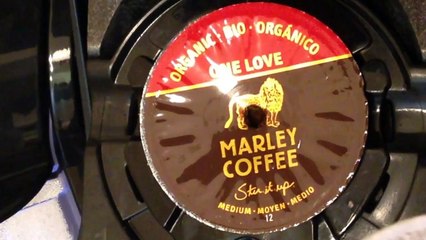 ORGANIC · BIO · ORGÁNICO
ONE LOVE
MARLEY
COFFEE
Stir it up
MEDIUM · MOYEN · MEDIO
12